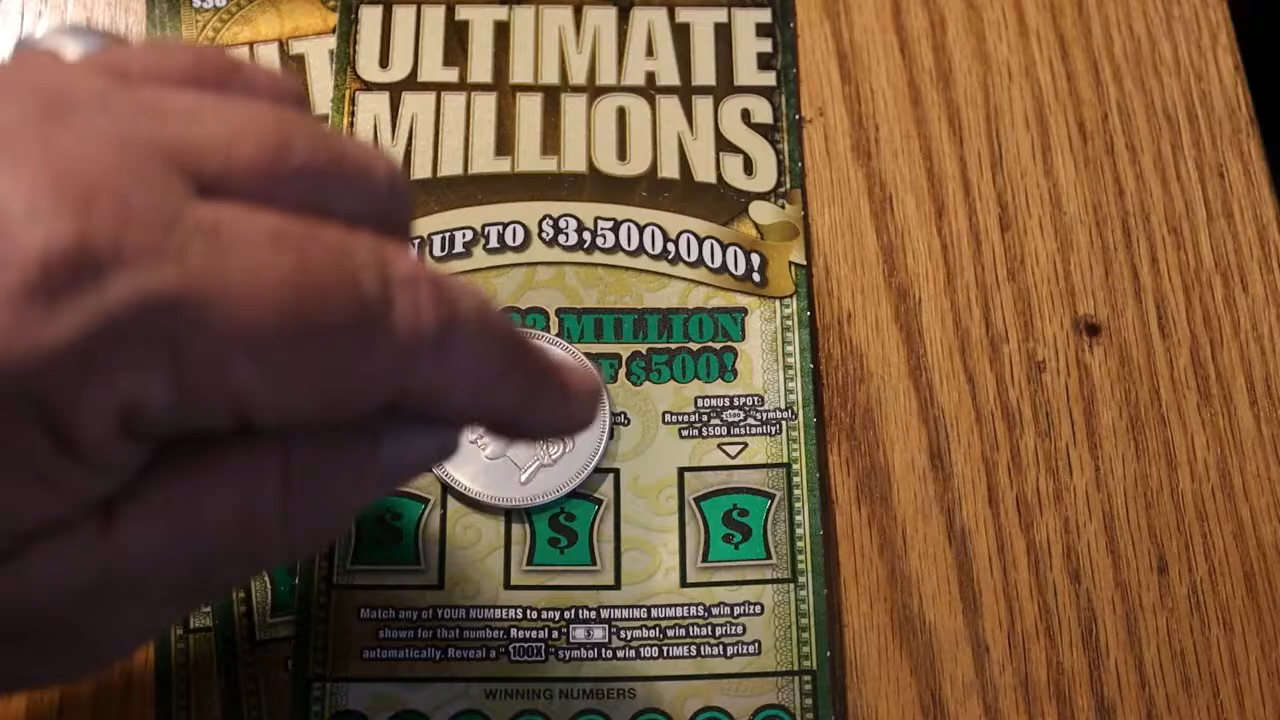 $30
ULTIMATE
MILLIONS
UP TO $3,500,000!
MILLION
$500!
BONUS SPOT:
Reveal a "$500" symbol,
win $500 instantly!
$ $ $
Match any of YOUR NUMBERS to any of the WINNING NUMBERS, win prize
shown for that number. Reveal a "$" symbol, win that prize
automatically. Reveal a "100X" symbol to win 100 TIMES that prize!
WINNING NUMBERS